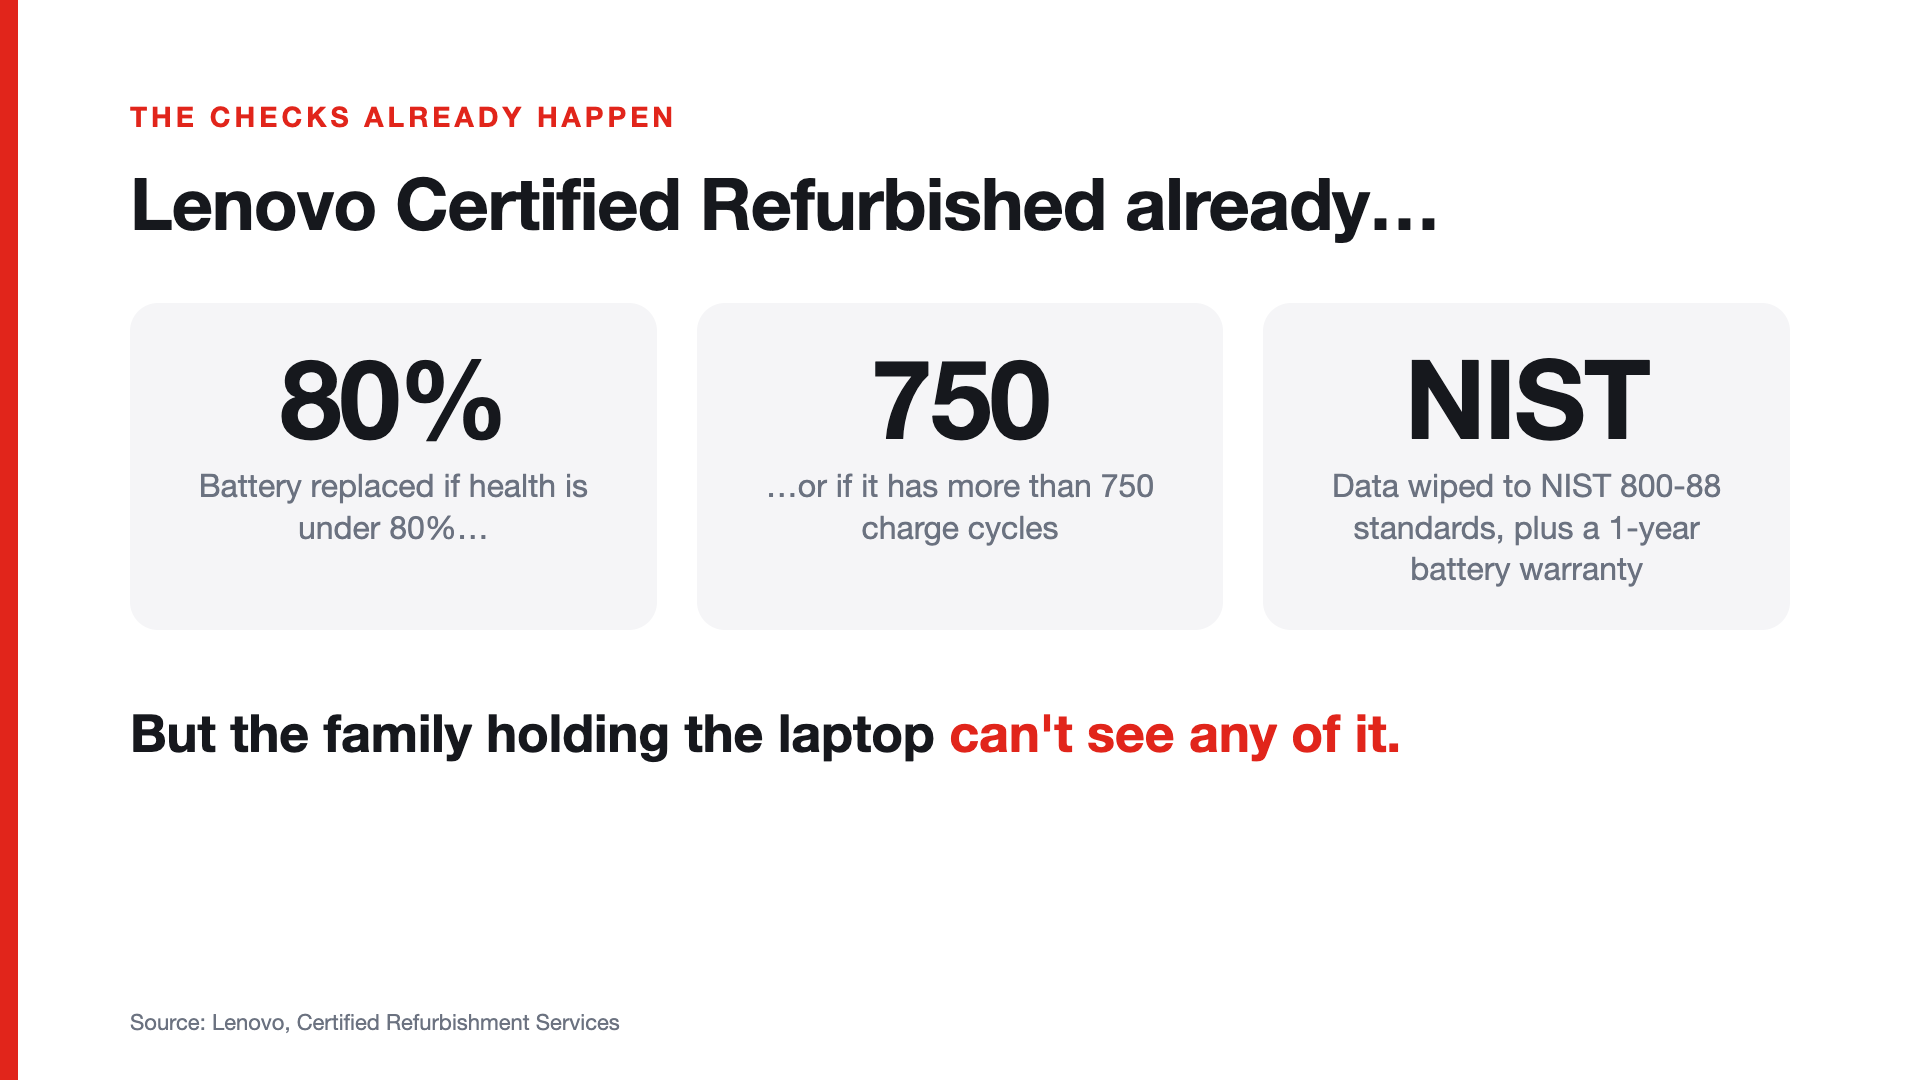 THE CHECKS ALREADY HAPPEN
Lenovo Certified Refurbished already…
80%
Battery replaced if health is
under 80%…
750
…or if it has more than 750
charge cycles
NIST
Data wiped to NIST 800-88
standards, plus a 1-year
battery warranty
But the family holding the laptop can't see any of it.
Source: Lenovo, Certified Refurbishment Services